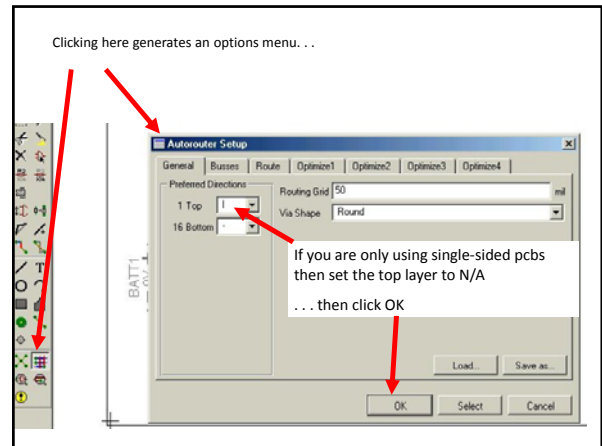 Clicking here generates an options menu. . .
Autorouter Setup
General Busses Route Optimize1 Optimize2 Optimize3 Optimize4
Preferred Directions
Routing Grid 50 mil
1 Top |
Via Shape Round
16 Bottom -
If you are only using single-sided pcbs
then set the top layer to N/A
. . . then click OK
BATT1
Load... Save as...
OK Select Cancel